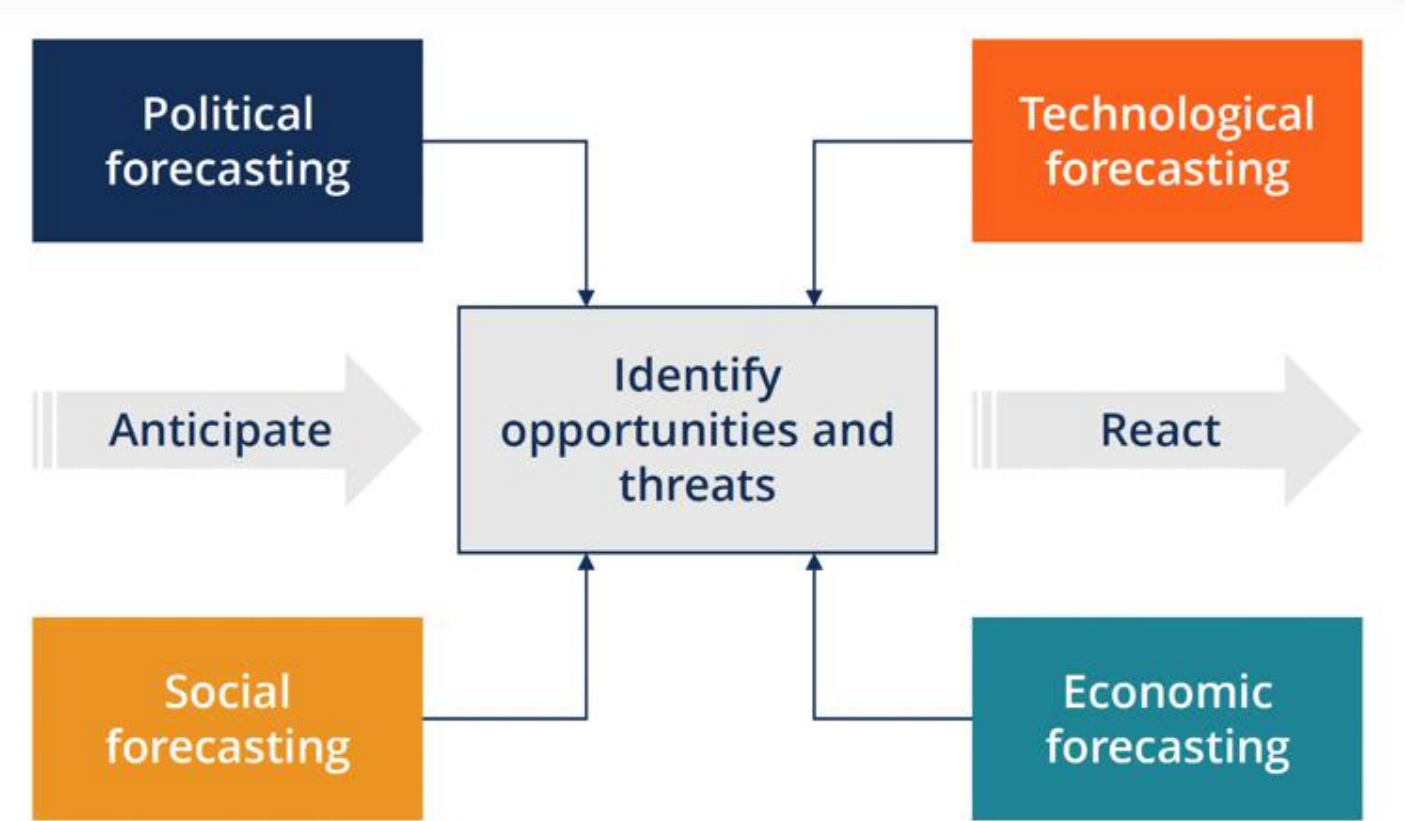 Political
forecasting
Technological
forecasting
Anticipate
Identify
opportunities and
threats
React
Social
forecasting
Economic
forecasting